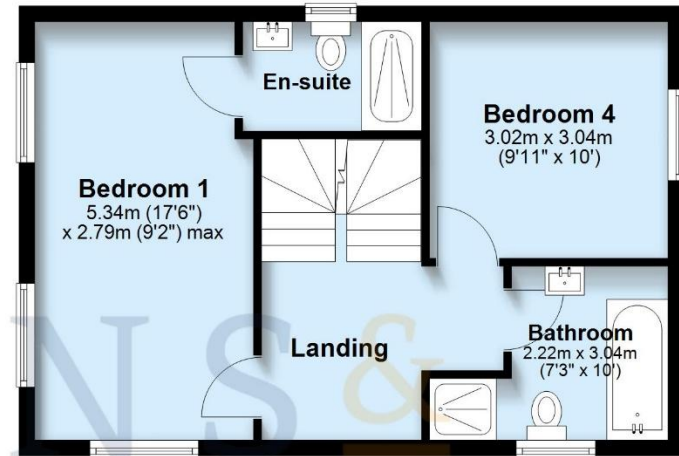 En-suite
Bedroom 4
3.02m x 3.04m
(9'11" x 10')
Bedroom 1
5.34m (17'6")
x 2.79m (9'2") max
Landing
Bathroom
2.22m x 3.04m
(7'3" x 10')
N S &